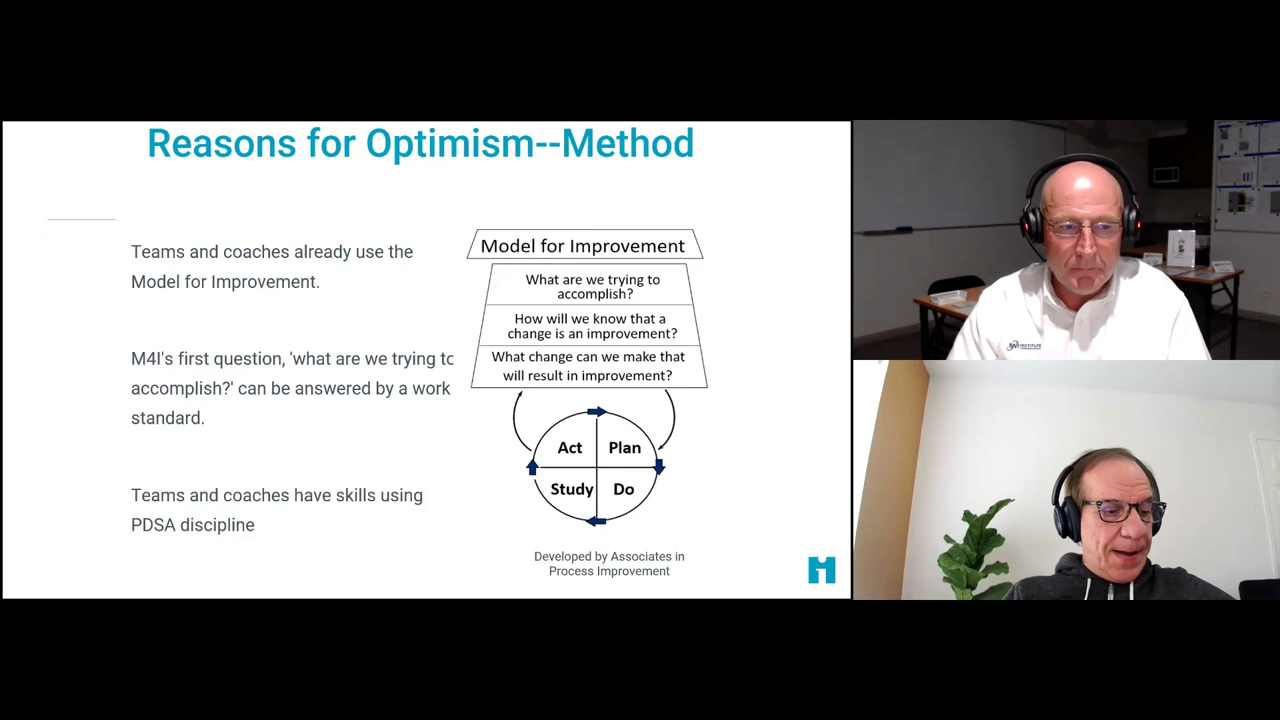 Reasons for Optimism--Method
Teams and coaches already use the
Model for Improvement.
M4I's first question, 'what are we trying to
accomplish?' can be answered by a work
standard.
Teams and coaches have skills using
PDSA discipline
Model for Improvement
What are we trying to
accomplish?
How will we know that a
change is an improvement?
What change can we make that
will result in improvement?
Act
Plan
Study
Do
Developed by Associates in
Process Improvement
INSTITUTE